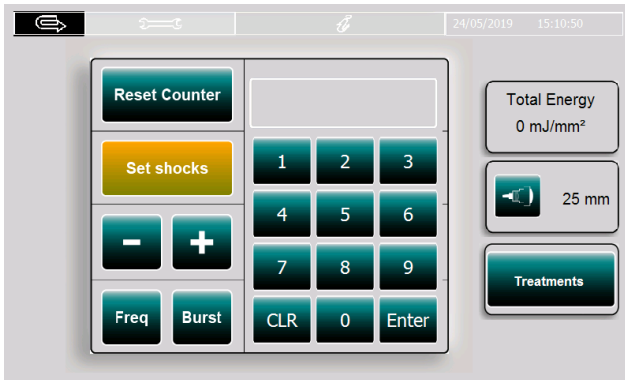 24/05/2019 15:10:50
Reset Counter
Set shocks
- +
Freq Burst
1 2 3
4 5 6
7 8 9
CLR 0 Enter
Total Energy
0 mJ/mm²
25 mm
Treatments